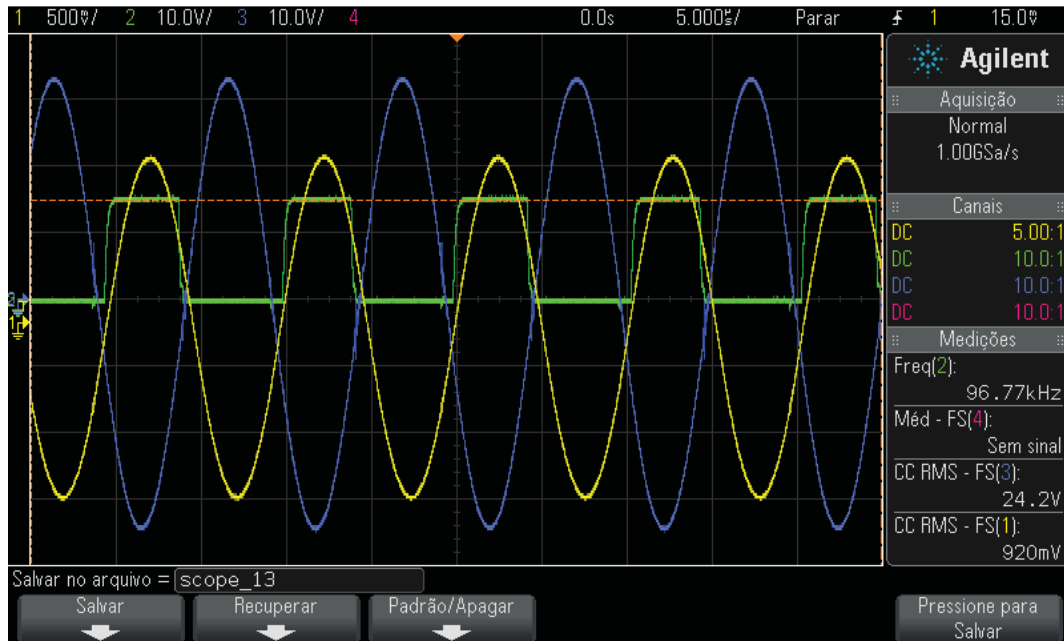 1 500mV/ 2 10.0V/ 3 10.0V/ 4 0.0s 5.000µs/ Parar 1 15.0mV
Agilent
Aquisição
Normal
1.00GSa/s
Canais
DC 5.00:1
DC 10.0:1
DC 10.0:1
DC 10.0:1
Medições
Freq(2):
96.77kHz
Méd - FS(4):
Sem sinal
CC RMS - FS(3):
24.2V
CC RMS - FS(1):
920mV
Salvar no arquivo = scope_13
Salvar Recuperar Padrão/Apagar Pressione para
Salvar